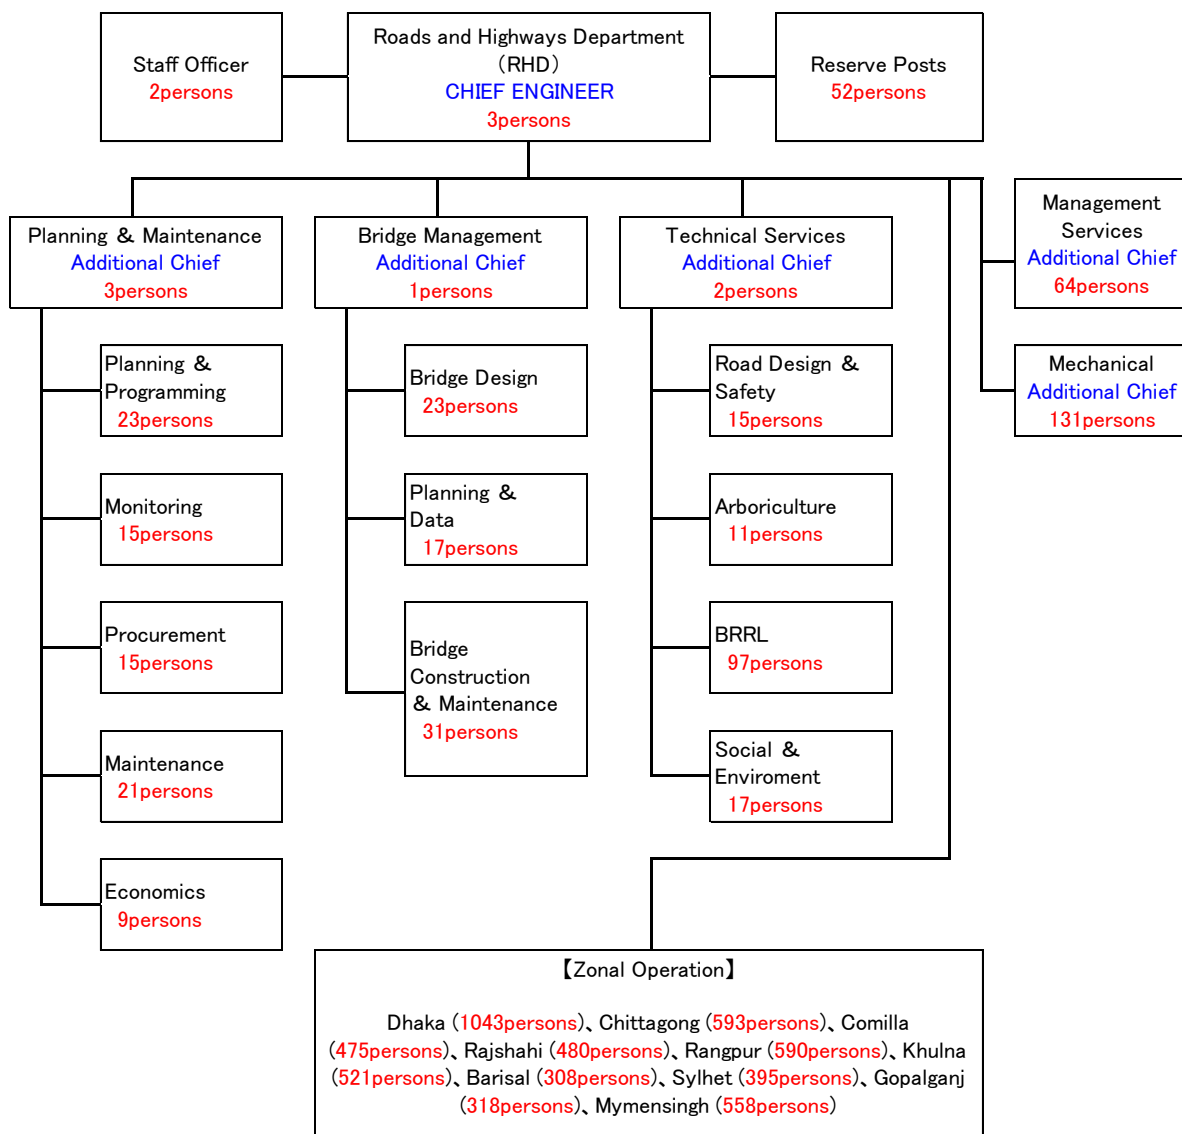 Staff Officer
2persons
Roads and Highways Department
(RHD)
CHIEF ENGINEER
3persons
Reserve Posts
52persons
Planning & Maintenance
Additional Chief
3persons
Bridge Management
Additional Chief
1persons
Technical Services
Additional Chief
2persons
Management
Services
Additional Chief
64persons
Mechanical
Additional Chief
131persons
Planning &
Programming
23persons
Monitoring
15persons
Procurement
15persons
Maintenance
21persons
Economics
9persons
Bridge Design
23persons
Planning &
Data
17persons
Bridge
Construction
& Maintenance
31persons
Road Design &
Safety
15persons
Arboriculture
11persons
BRRL
97persons
Social &
Enviroment
17persons
【Zonal Operation】
Dhaka (1043persons)、Chittagong (593persons)、Comilla
(475persons)、Rajshahi (480persons)、Rangpur (590persons)、Khulna
(521persons)、Barisal (308persons)、Sylhet (395persons)、Gopalganj
(318persons)、Mymensingh (558persons)